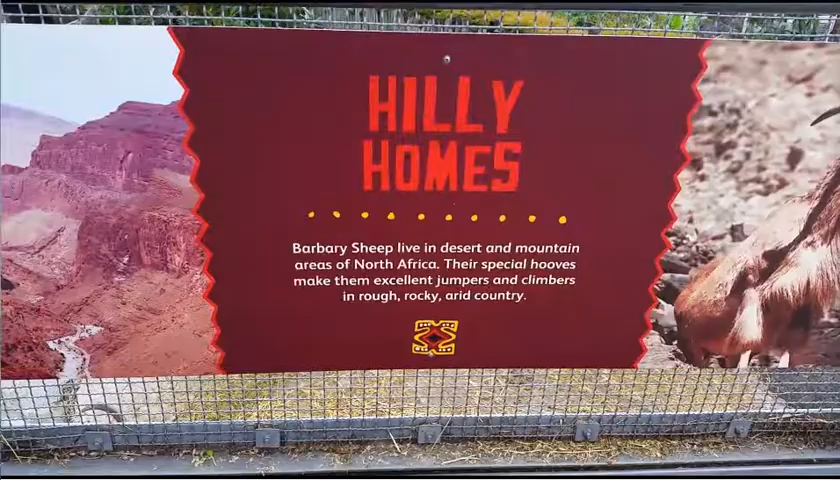 HILLY
HOMES
Barbary Sheep live in desert and mountain
areas of North Africa. Their special hooves
make them excellent jumpers and climbers
in rough, rocky, arid country.